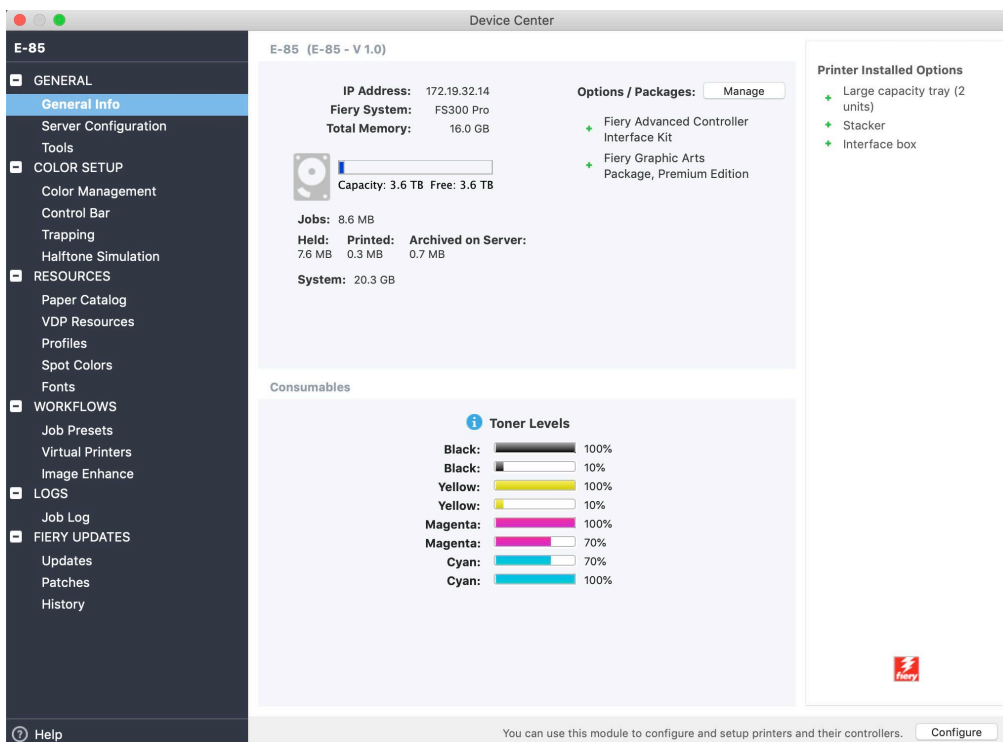 Device Center
E-85
GENERAL
General Info
Server Configuration
Tools
COLOR SETUP
Color Management
Control Bar
Trapping
Halftone Simulation
RESOURCES
Paper Catalog
VDP Resources
Profiles
Spot Colors
Fonts
WORKFLOWS
Job Presets
Virtual Printers
Image Enhance
LOGS
Job Log
FIERY UPDATES
Updates
Patches
History
Help
E-85 (E-85 - V 1.0)
IP Address: 172.19.32.14
Fiery System: FS300 Pro
Total Memory: 16.0 GB
Capacity: 3.6 TB Free: 3.6 TB
Jobs: 8.6 MB
Held: Printed: Archived on Server:
7.6 MB 0.3 MB 0.7 MB
System: 20.3 GB
Options / Packages: Manage
Fiery Advanced Controller
Interface Kit
Fiery Graphic Arts
Package, Premium Edition
Consumables
Toner Levels
Black: 100%
Black: 10%
Yellow: 100%
Yellow: 10%
Magenta: 100%
Magenta: 70%
Cyan: 70%
Cyan: 100%
Printer Installed Options
Large capacity tray (2
units)
Stacker
Interface box
fiery
You can use this module to configure and setup printers and their controllers. Configure